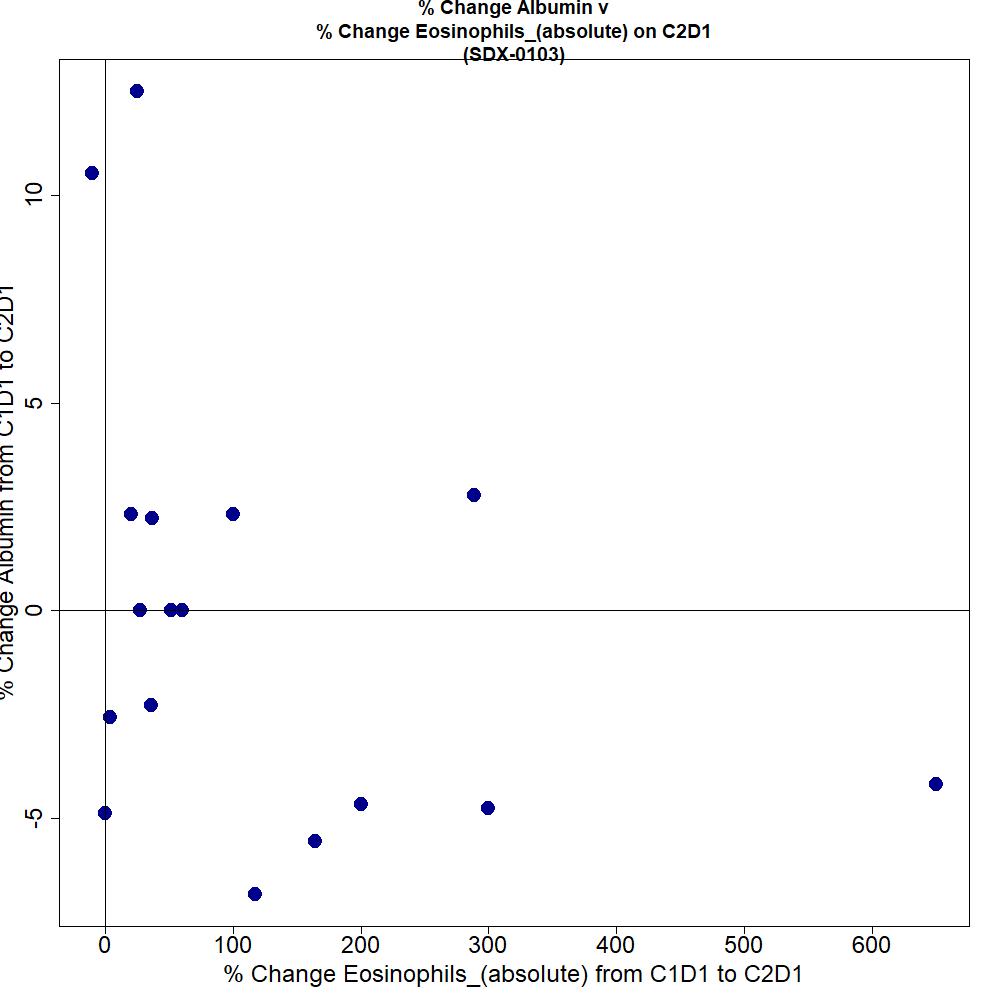 % Change Albumin v
% Change Eosinophils_(absolute) on C2D1
(SDX-0103)
% Change Albumin from C1D1 to C2D1
10
5
0
-5
0 100 200 300 400 500 600
% Change Eosinophils_(absolute) from C1D1 to C2D1